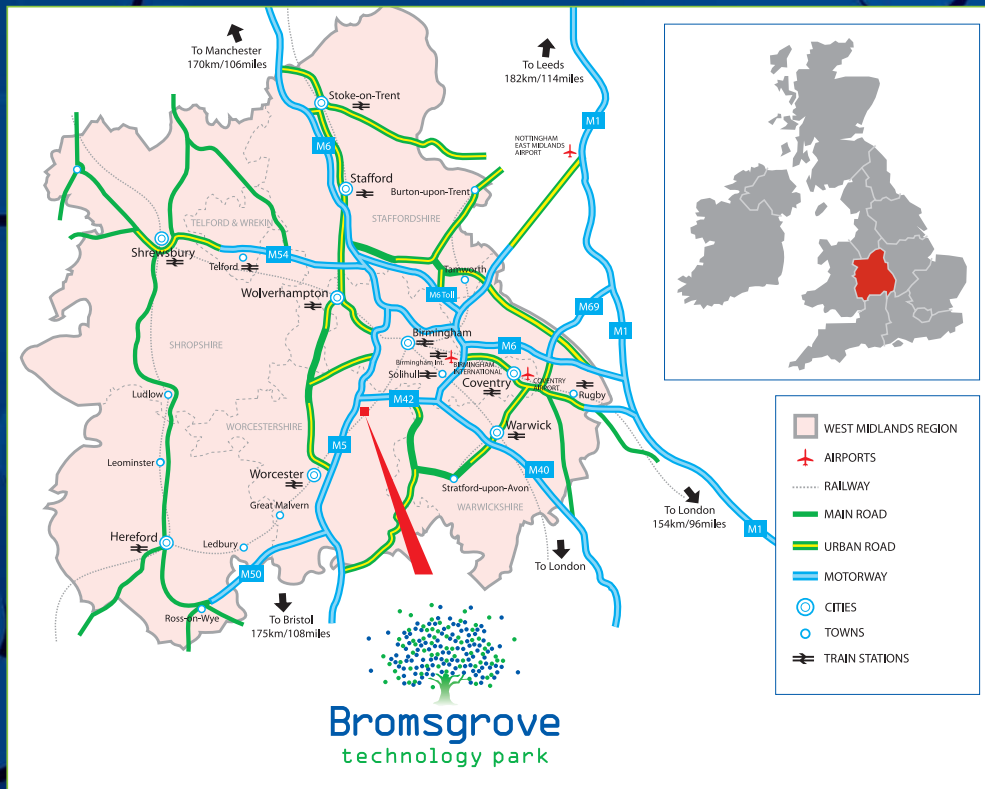 To Manchester
170km/106miles
To Leeds
182km/114miles
Stoke-on-Trent
M1
NOTTINGHAM
EAST MIDLANDS
AIRPORT
M6
Stafford
Burton-upon-Trent
TELFORD & WREKIN
STAFFORDSHIRE
Shrewsbury
M54
Telford
Tamworth
Wolverhampton
M6 Toll
M69
M1
Birmingham
M6
SHROPSHIRE
Birmingham Int.
BIRMINGHAM
INTERNATIONAL
Solihull
Coventry
COVENTRY
AIRPORT
Rugby
Ludlow
M42
WORCESTERSHIRE
Warwick
M5
Leominster
Worcester
M40
Stratford-upon-Avon
Great Malvern
WARWICKSHIRE
To London
154km/96miles
M1
Hereford
Ledbury
M50
To London
Ross-on-Wye
To Bristol
175km/108miles
WEST MIDLANDS REGION
AIRPORTS
RAILWAY
MAIN ROAD
URBAN ROAD
MOTORWAY
CITIES
TOWNS
TRAIN STATIONS
Bromsgrove
technology park